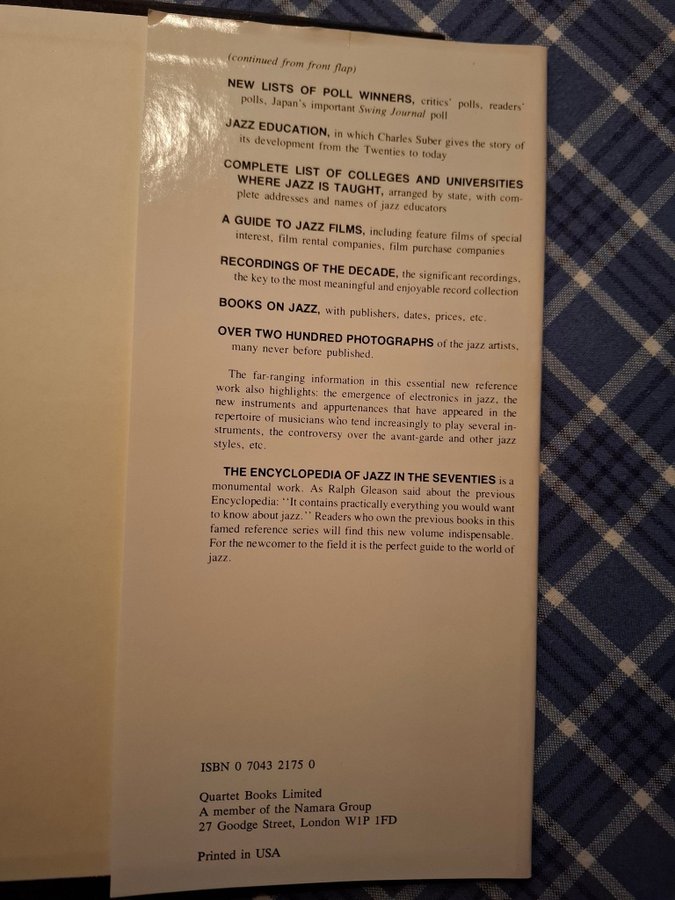 (continued from front flap)
NEW LISTS OF POLL WINNERS, critics' polls, readers'
polls, Japan's important Swing Journal poll
JAZZ EDUCATION, in which Charles Suber gives the story of
its development from the Twenties to today
COMPLETE LIST OF COLLEGES AND UNIVERSITIES
WHERE JAZZ IS TAUGHT, arranged by state, with com-
plete addresses and names of jazz educators
A GUIDE TO JAZZ FILMS, including feature films of special
interest, film rental companies, film purchase companies
RECORDINGS OF THE DECADE, the significant recordings,
the key to the most meaningful and enjoyable record collection
BOOKS ON JAZZ, with publishers, dates, prices, etc.
OVER TWO HUNDRED PHOTOGRAPHS of the jazz artists,
many never before published.
The far-ranging information in this essential new reference
work also highlights: the emergence of electronics in jazz, the
new instruments and appurtenances that have appeared in the
repertoire of musicians who tend increasingly to play several in-
struments, the controversy over the avant-garde and other jazz
styles, etc.
THE ENCYCLOPEDIA OF JAZZ IN THE SEVENTIES is a
monumental work. As Ralph Gleason said about the previous
Encyclopedia: "It contains practically everything you would want
to know about jazz." Readers who own the previous books in this
famed reference series will find this new volume indispensable.
For the newcomer to the field it is the perfect guide to the world of
jazz.
ISBN 0 7043 2175 0
Quartet Books Limited
A member of the Namara Group
27 Goodge Street, London W1P 1FD
Printed in USA